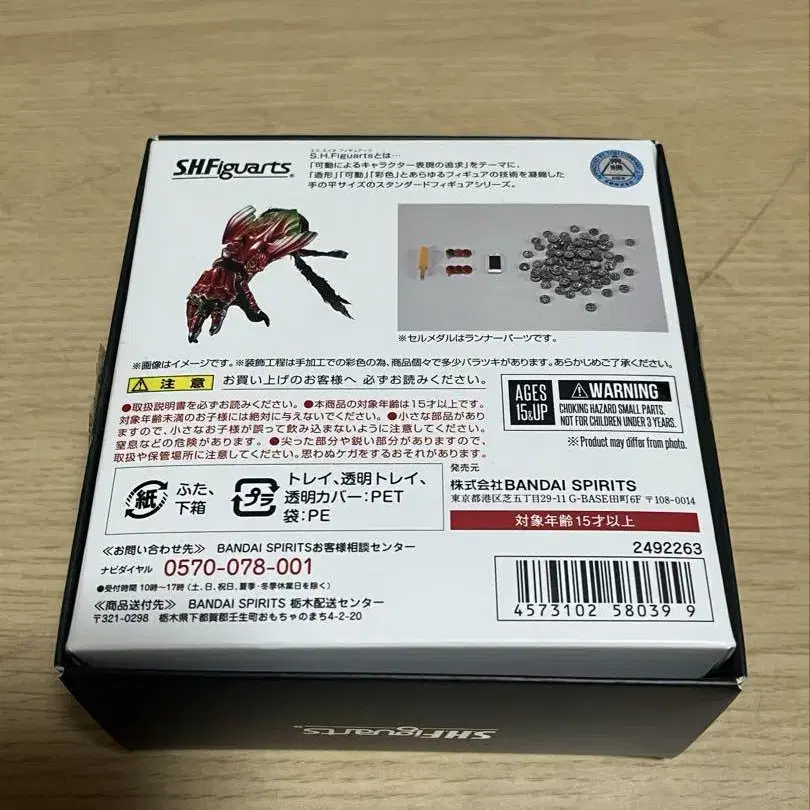 S.H.Figuarts
エス エイチ フィギュアーツ
S.H.Figuartsとは…
「可動によるキャラクター表現の追求」をテーマに、
「造形」「可動」「彩色」とあらゆるフィギュアの技術を凝縮した
手の平サイズのスタンダードフィギュアシリーズ。
※セルメダルはランナーパーツです。
※画像はイメージです。※装飾工程は手加工での彩色の為、商品個々で多少バラツキがあります。あらかじめご了承ください。
注意 お買い上げのお客様へ 必ずお読みください。
●取扱説明書を必ずお読みください。●本商品の対象年齢は15才以上です。
対象年齢未満のお子様には絶対に与えないでください。●小さな部品がありますので、小さなお子様が誤って飲み込まないように注意してください。
窒息などの危険があります。●尖った部分や鋭い部分がありますので、
取扱や保管場所に注意してください。思わぬケガをするおそれがあります。
AGES
15&UP
WARNING
CHOKING HAZARD SMALL PARTS.
NOT FOR CHILDREN UNDER 3 YEARS.
※Product may differ from photo.
紙 ふた、
下箱
プラ トレイ、透明トレイ、
透明カバー:PET
袋:PE
発売元
株式会社BANDAI SPIRITS
東京都港区芝五丁目29-11 G-BASE田町6F 〒108-0014
対象年齢15才以上
≪お問い合わせ先≫ BANDAI SPIRITSお客様相談センター
ナビダイヤル 0570-078-001
●受付時間 10時〜17時(土、日、祝日、夏季・冬季休業日を除く)
≪商品送付先≫ BANDAI SPIRITS 栃木配送センター
〒321-0298 栃木県下都賀郡壬生町おもちゃのまち4-2-20
2492263
4573102 58039 9
S.H.Figuarts